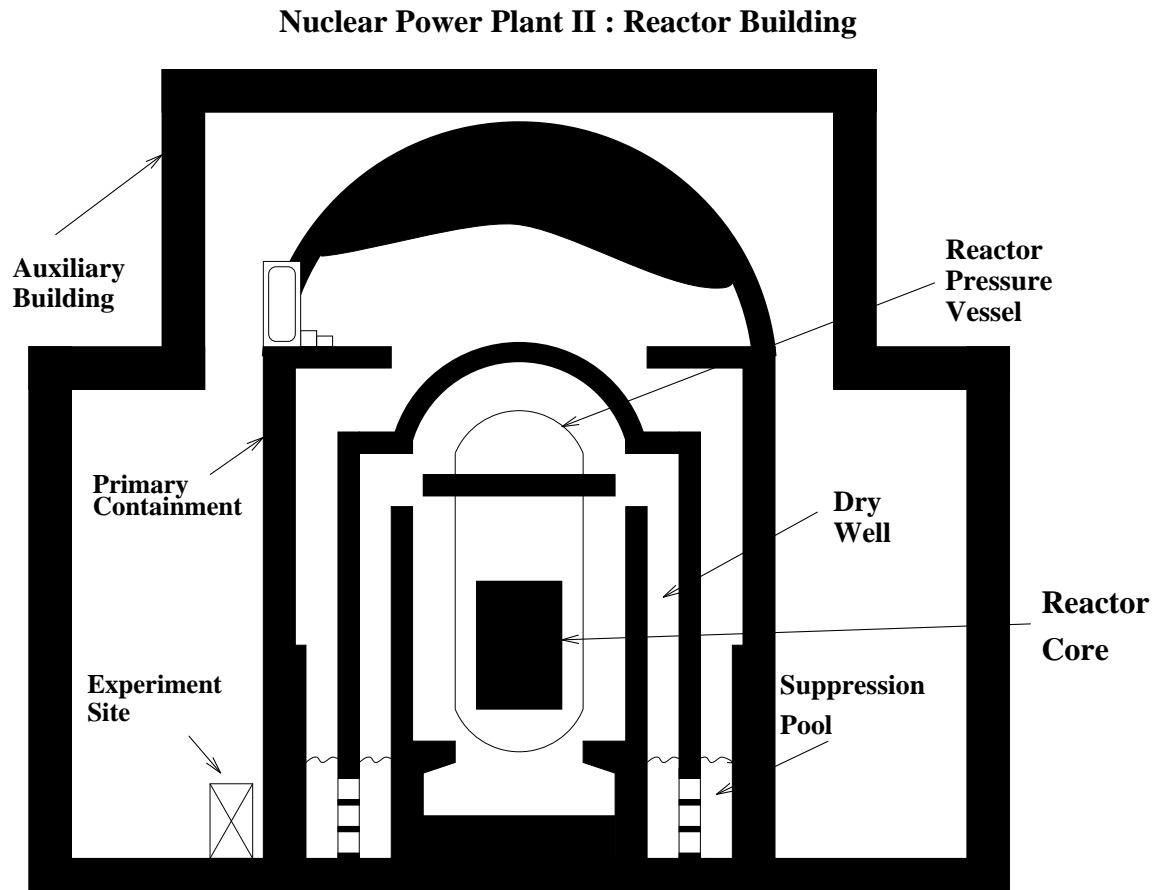 Nuclear Power Plant II : Reactor Building
Auxiliary
Building
Reactor
Pressure
Vessel
Primary
Containment
Dry
Well
Reactor
Core
Experiment
Site
Suppression
Pool